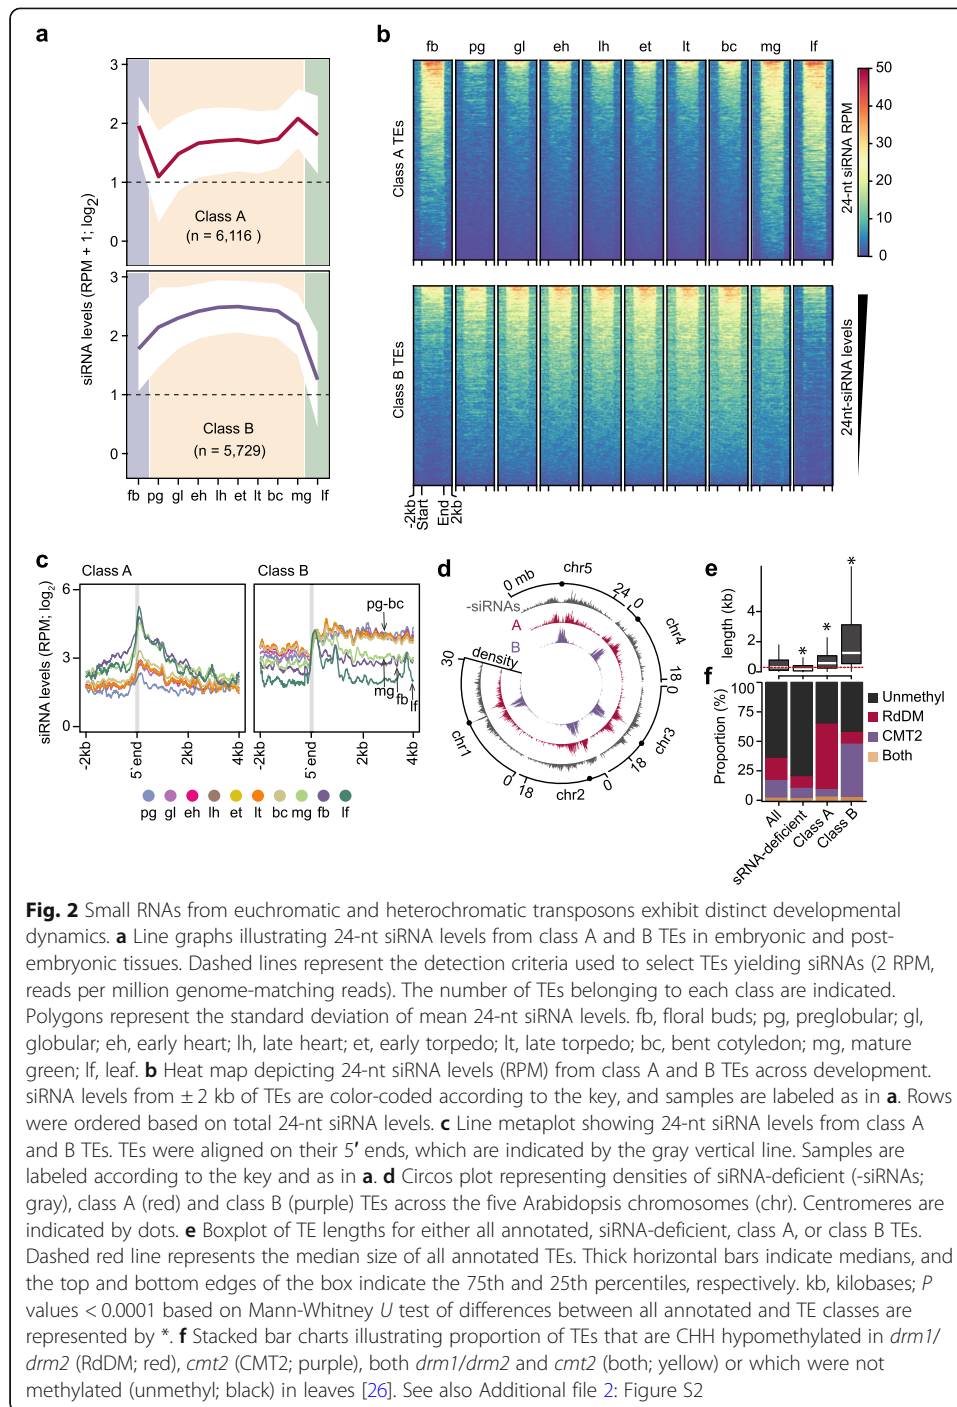 a
3
2
1
0
Class A
(n = 6,116 )
3
2
1
0
Class B
(n = 5,729)
siRNA levels (RPM + 1; log2)
fb pg gl eh lh et lt bc mg lf
b
fb pg gl eh lh et lt bc mg lf
Class A TEs
50
40
30
20
10
0
24-nt siRNA RPM
Class B TEs
24nt-siRNA levels
-2kb
Start
End
2kb
c
siRNA levels (RPM; log2)
6
3
0
Class A
Class B
pg-bc
mg
fb
lf
-2kb 5'end 2kb 4kb -2kb 5'end 2kb 4kb
pg gl eh lh et lt bc mg fb lf
d
0 mb
chr5
24
0
chr4
18
0
chr3
18
0
chr2
18
0
chr1
30
density
-siRNAs
A
B
e
length (kb)
4
2
0
* * * *
f
Proportion (%)
100
75
50
25
0
Unmethyl
RdDM
CMT2
Both
All
sRNA-deficient
Class A
Class B
Fig. 2 Small RNAs from euchromatic and heterochromatic transposons exhibit distinct developmental
dynamics. a Line graphs illustrating 24-nt siRNA levels from class A and B TEs in embryonic and post-
embryonic tissues. Dashed lines represent the detection criteria used to select TEs yielding siRNAs (2 RPM,
reads per million genome-matching reads). The number of TEs belonging to each class are indicated.
Polygons represent the standard deviation of mean 24-nt siRNA levels. fb, floral buds; pg, preglobular; gl,
globular; eh, early heart; lh, late heart; et, early torpedo; lt, late torpedo; bc, bent cotyledon; mg, mature
green; lf, leaf. b Heat map depicting 24-nt siRNA levels (RPM) from class A and B TEs across development.
siRNA levels from ± 2 kb of TEs are color-coded according to the key, and samples are labeled as in a. Rows
were ordered based on total 24-nt siRNA levels. c Line metaplot showing 24-nt siRNA levels from class A
and B TEs. TEs were aligned on their 5′ ends, which are indicated by the gray vertical line. Samples are
labeled according to the key and as in a. d Circos plot representing densities of siRNA-deficient (-siRNAs;
gray), class A (red) and class B (purple) TEs across the five Arabidopsis chromosomes (chr). Centromeres are
indicated by dots. e Boxplot of TE lengths for either all annotated, siRNA-deficient, class A, or class B TEs.
Dashed red line represents the median size of all annotated TEs. Thick horizontal bars indicate medians, and
the top and bottom edges of the box indicate the 75th and 25th percentiles, respectively. kb, kilobases; P
values < 0.0001 based on Mann-Whitney U test of differences between all annotated and TE classes are
represented by *. f Stacked bar charts illustrating proportion of TEs that are CHH hypomethylated in drm1/
drm2 (RdDM; red), cmt2 (CMT2; purple), both drm1/drm2 and cmt2 (both; yellow) or which were not
methylated (unmethyl; black) in leaves [26]. See also Additional file 2: Figure S2